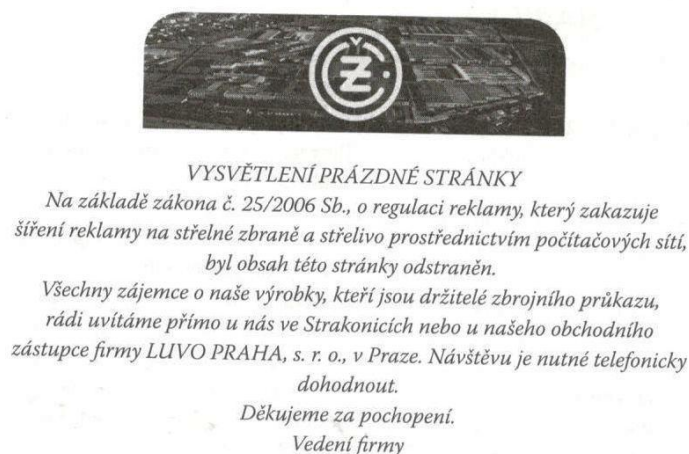 ČZ
VYSVĚTLENÍ PRÁZDNÉ STRÁNKY
Na základě zákona č. 25/2006 Sb., o regulaci reklamy, který zakazuje
šíření reklamy na střelné zbraně a střelivo prostřednictvím počítačových sítí,
byl obsah této stránky odstraněn.
Všechny zájemce o naše výrobky, kteří jsou držitelé zbrojního průkazu,
rádi uvítáme přímo u nás ve Strakonicích nebo u našeho obchodního
zástupce firmy LUVO PRAHA, s. r. o., v Praze. Návštěvu je nutné telefonicky
dohodnout.
Děkujeme za pochopení.
Vedení firmy